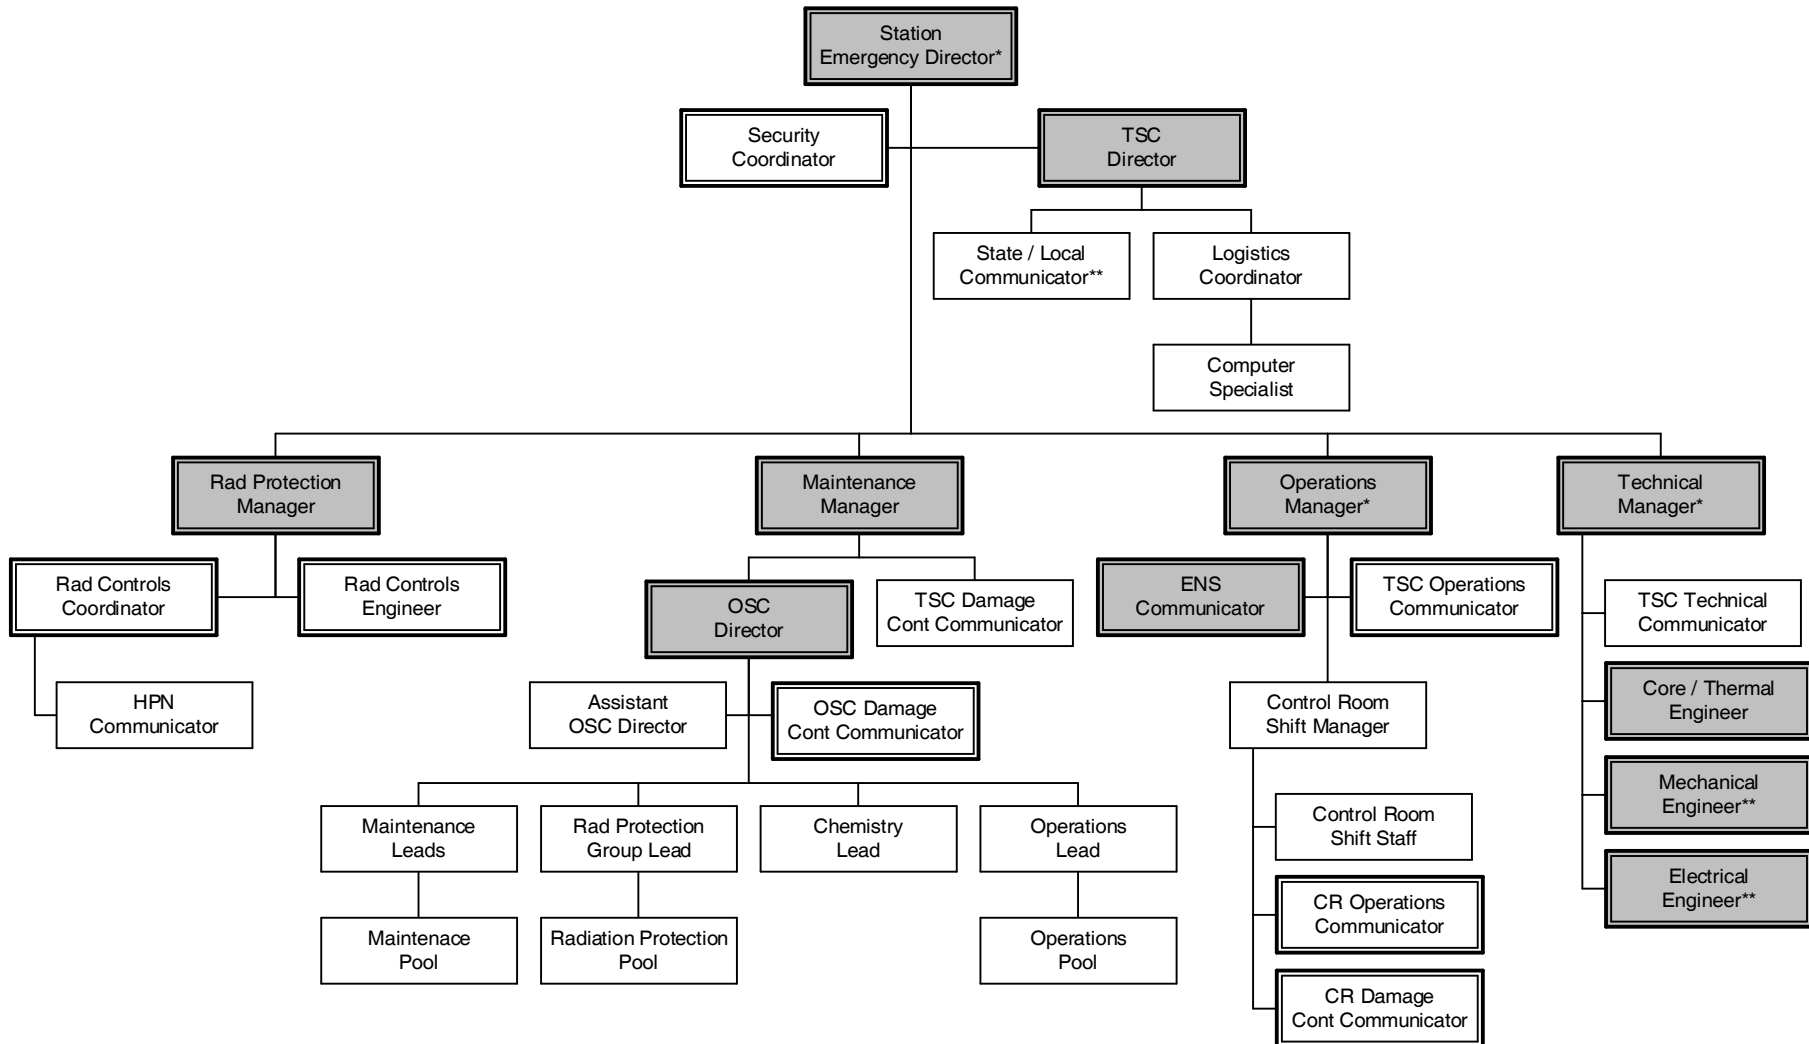 Station
Emergency Director*
Security
Coordinator
TSC
Director
State / Local
Communicator**
Logistics
Coordinator
Computer
Specialist
Rad Protection
Manager
Maintenance
Manager
Operations
Manager*
Technical
Manager*
Rad Controls
Coordinator
Rad Controls
Engineer
HPN
Communicator
OSC
Director
TSC Damage
Cont Communicator
Assistant
OSC Director
OSC Damage
Cont Communicator
Maintenance
Leads
Rad Protection
Group Lead
Chemistry
Lead
Operations
Lead
Maintenace
Pool
Radiation Protection
Pool
Operations
Pool
ENS
Communicator
TSC Operations
Communicator
Control Room
Shift Manager
Control Room
Shift Staff
CR Operations
Communicator
CR Damage
Cont Communicator
TSC Technical
Communicator
Core / Thermal
Engineer
Mechanical
Engineer**
Electrical
Engineer**